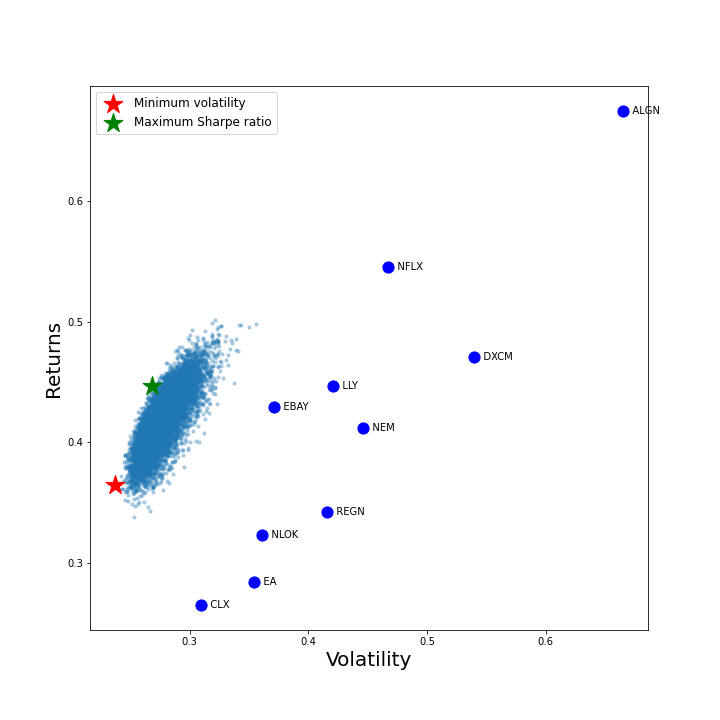 Minimum volatility
Maximum Sharpe ratio
ALGN
0.6
NFLX
0.5
DXCM
LLY
EBAY
NEM
0.4
REGN
NLOK
0.3
EA
CLX
0.3 0.4 0.5 0.6
Volatility
Returns